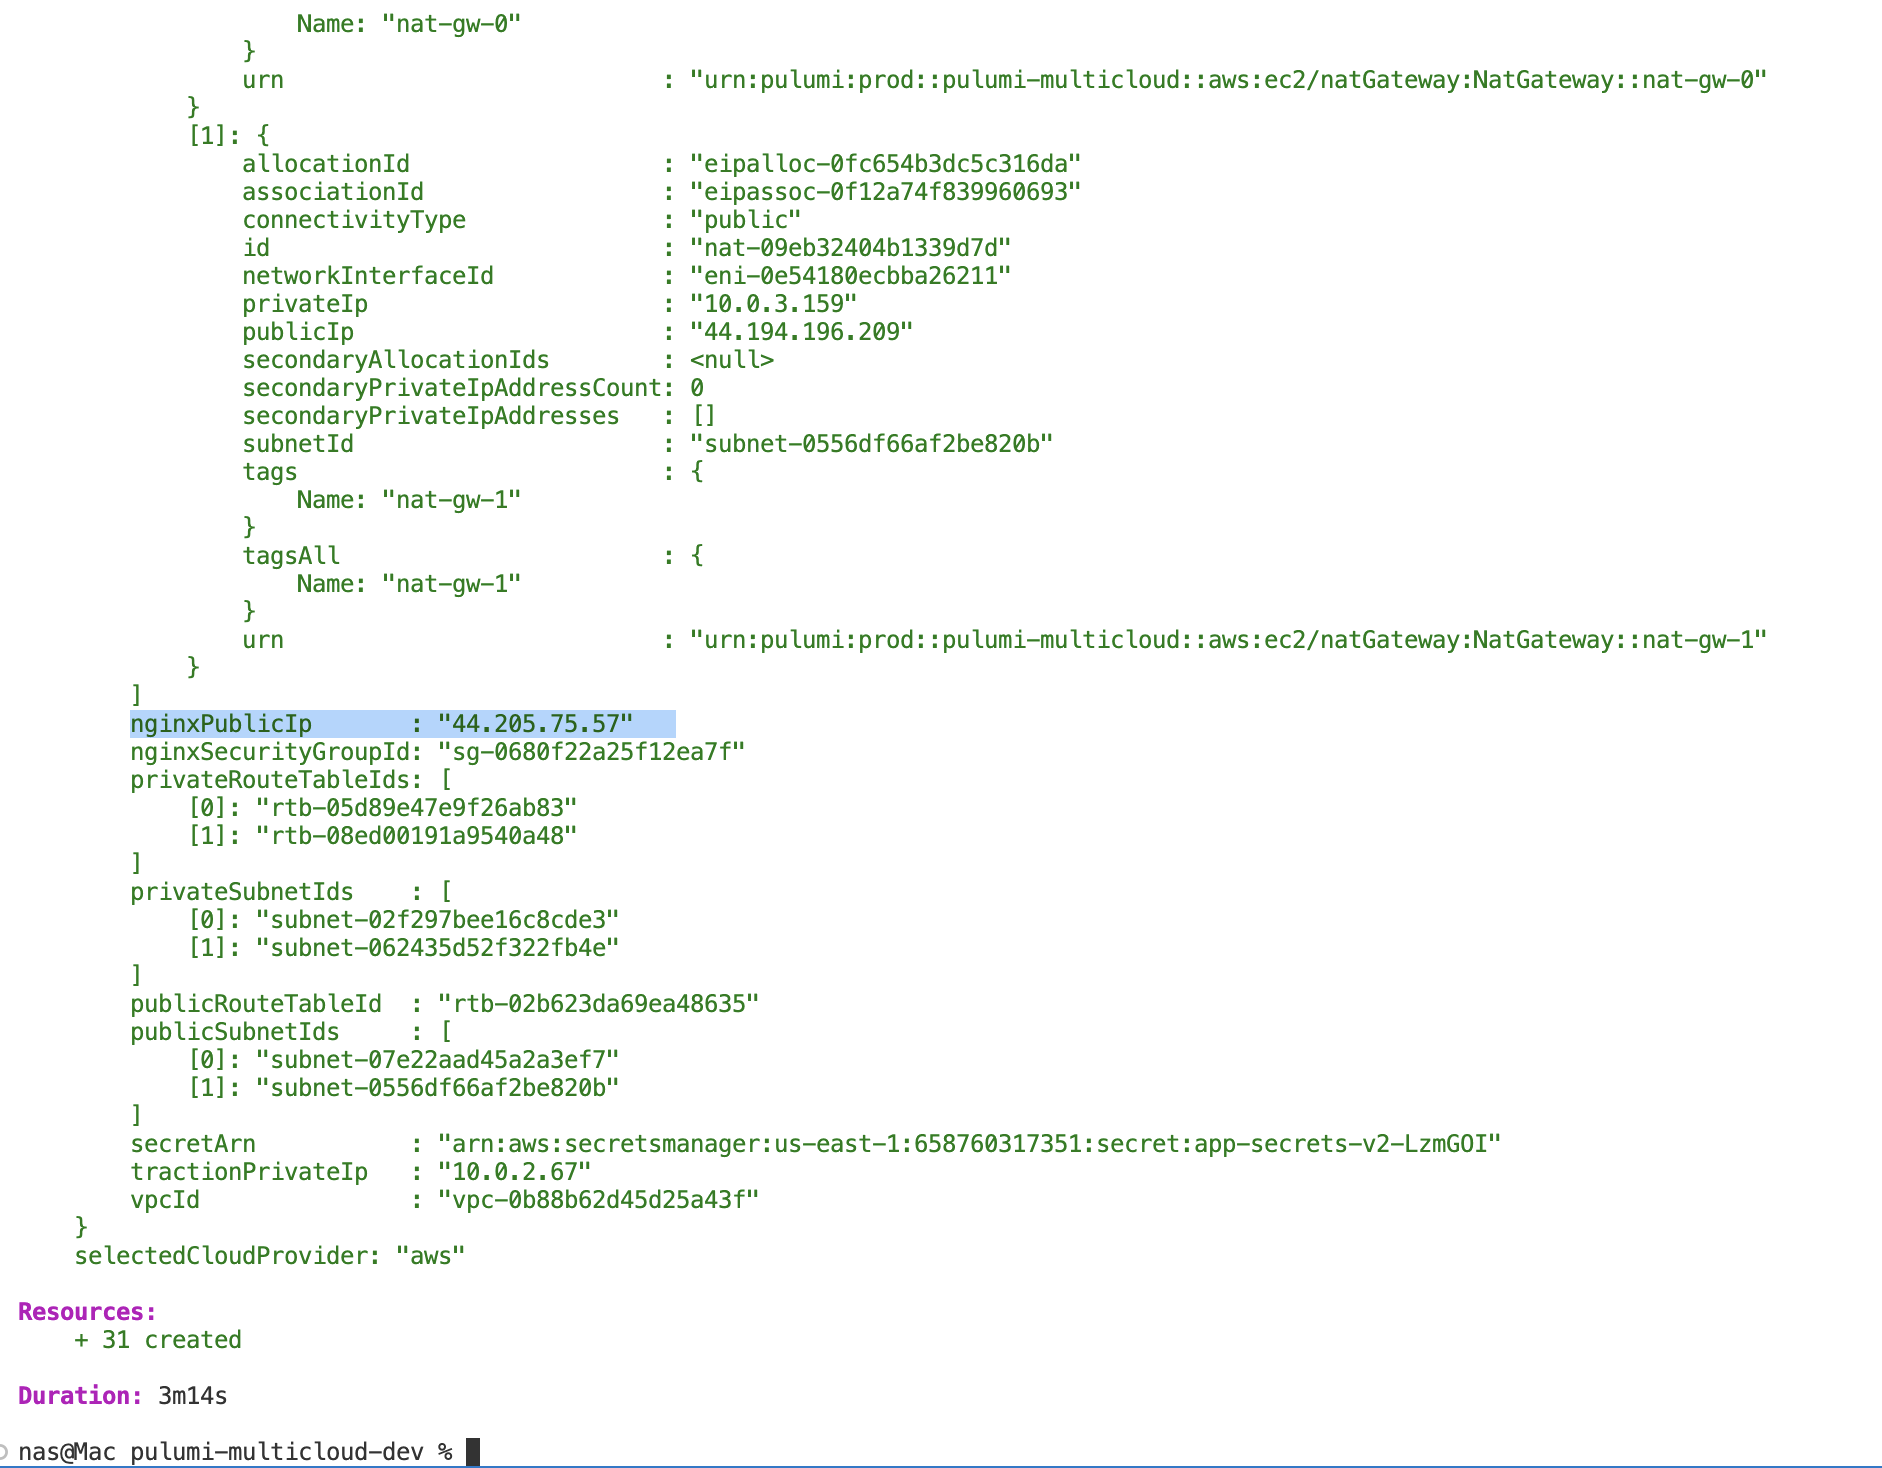 Name: "nat-gw-0"
}
urn : "urn:pulumi:prod::pulumi-multicloud::aws:ec2/natGateway:NatGateway::nat-gw-0"
}
[1]: {
allocationId : "eipalloc-0fc654b3dc5c316da"
associationId : "eipassoc-0f12a74f839960693"
connectivityType : "public"
id : "nat-09eb32404b1339d7d"
networkInterfaceId : "eni-0e54180ecbba26211"
privateIp : "10.0.3.159"
publicIp : "44.194.196.209"
secondaryAllocationIds : <null>
secondaryPrivateIpAddressCount: 0
secondaryPrivateIpAddresses : []
subnetId : "subnet-0556df66af2be820b"
tags : {
Name: "nat-gw-1"
}
tagsAll : {
Name: "nat-gw-1"
}
urn : "urn:pulumi:prod::pulumi-multicloud::aws:ec2/natGateway:NatGateway::nat-gw-1"
}
]
nginxPublicIp : "44.205.75.57"
nginxSecurityGroupId: "sg-0680f22a25f12ea7f"
privateRouteTableIds: [
[0]: "rtb-05d89e47e9f26ab83"
[1]: "rtb-08ed00191a9540a48"
]
privateSubnetIds : [
[0]: "subnet-02f297bee16c8cde3"
[1]: "subnet-062435d52f322fb4e"
]
publicRouteTableId : "rtb-02b623da69ea48635"
publicSubnetIds : [
[0]: "subnet-07e22aad45a2a3ef7"
[1]: "subnet-0556df66af2be820b"
]
secretArn : "arn:aws:secretsmanager:us-east-1:658760317351:secret:app-secrets-v2-LzmGOI"
tractionPrivateIp : "10.0.2.67"
vpcId : "vpc-0b88b62d45d25a43f"
}
selectedCloudProvider: "aws"
Resources:
+ 31 created
Duration: 3m14s
nas@Mac pulumi-multicloud-dev %